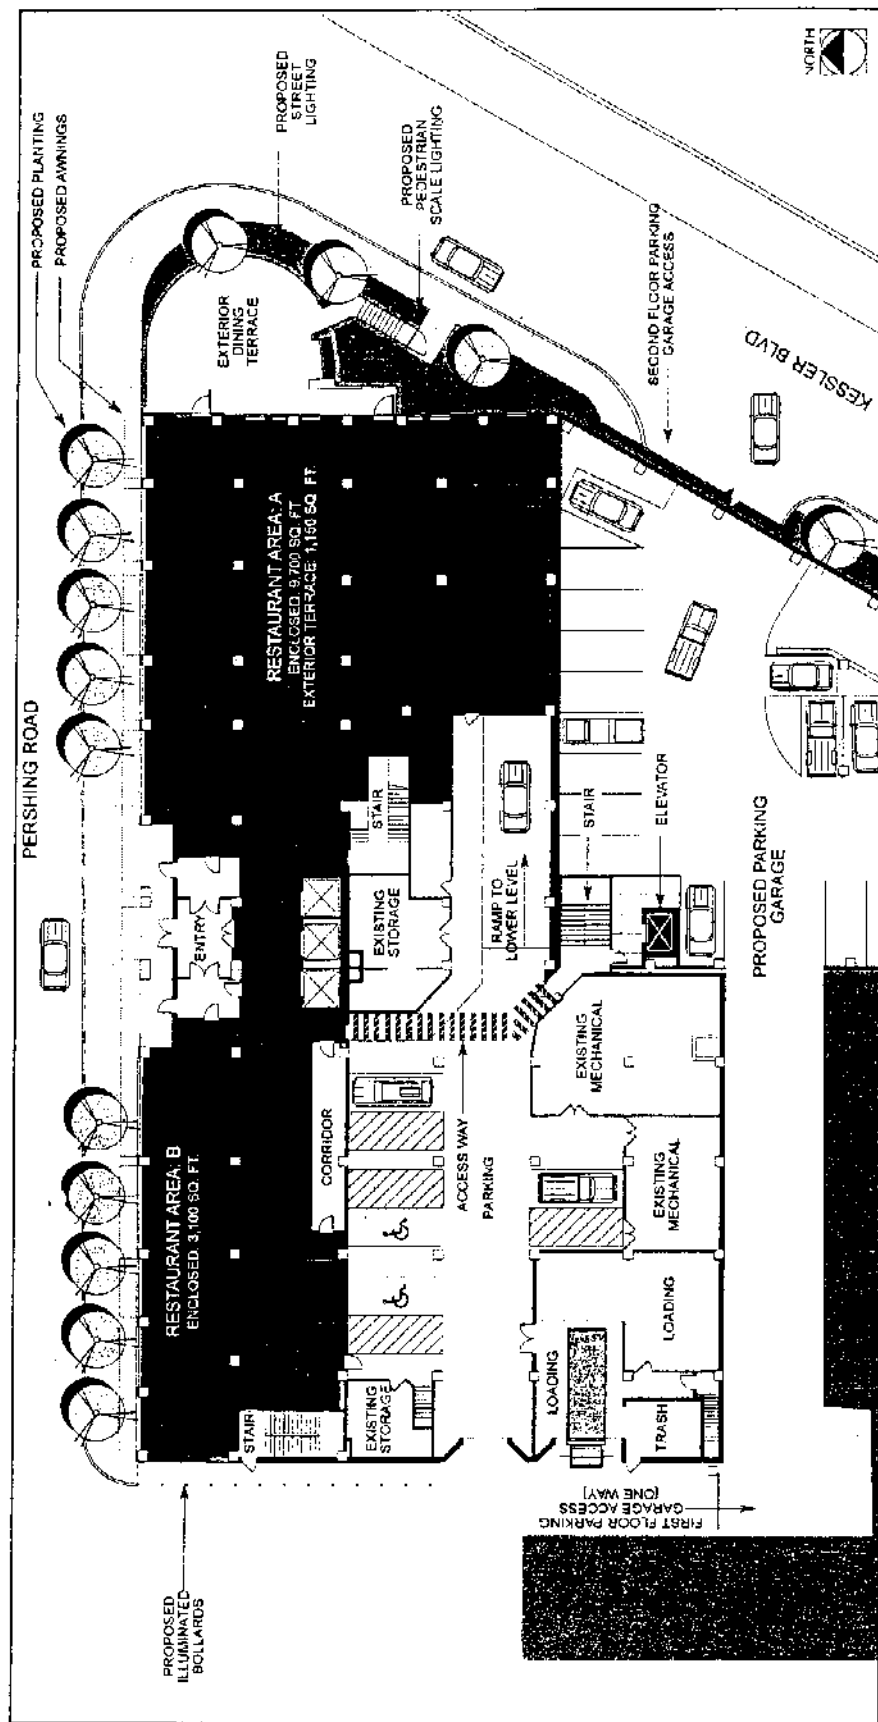 NORTH
PROPOSED PLANTING
PROPOSED AWNINGS
PROPOSED
STREET
LIGHTING
PROPOSED
PEDESTRIAN
SCALE LIGHTING
EXTERIOR
DINING
TERRACE
SECOND FLOOR PARKING
GARAGE ACCESS
KESSLER BLVD
PERSHING ROAD
RESTAURANT AREA: A
ENCLOSED: 9,700 SQ. FT.
EXTERIOR TERRACE: 1,150 SQ. FT.
STAIR
ENTRY
EXISTING
STORAGE
RAMP TO
LOWER LEVEL
STAIR
ELEVATOR
PROPOSED PARKING
GARAGE
RESTAURANT AREA: B
ENCLOSED: 3,100 SQ. FT.
CORRIDOR
ACCESS WAY
PARKING
EXISTING
MECHANICAL
EXISTING
MECHANICAL
LOADING
LOADING
TRASH
STAIR
EXISTING
STORAGE
FIRST FLOOR PARKING
GARAGE ACCESS
[ONE WAY]
PROPOSED
ILLUMINATED
BOLLARDS